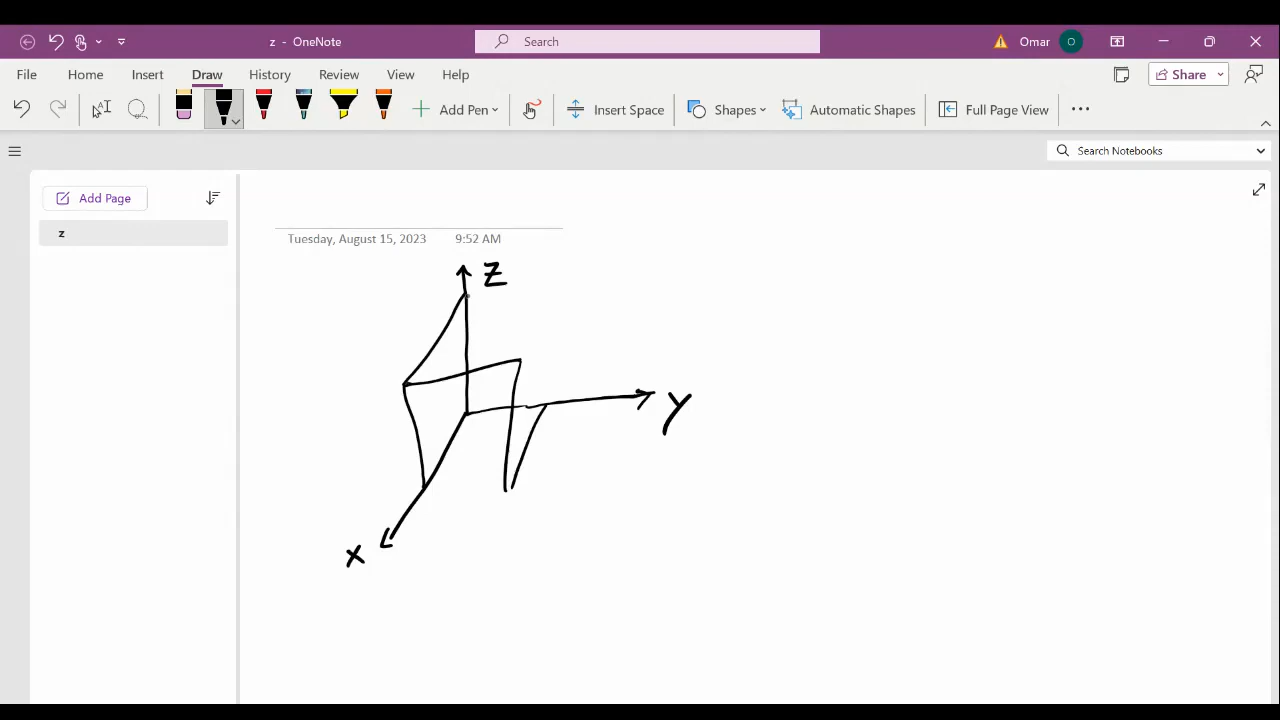 z - OneNote
Search
Omar
O
File Home Insert Draw History Review View Help
Share
Add Pen
Insert Space
Shapes
Automatic Shapes
Full Page View
Search Notebooks
Add Page
z
Tuesday, August 15, 2023 9:52 AM
Z
y
x